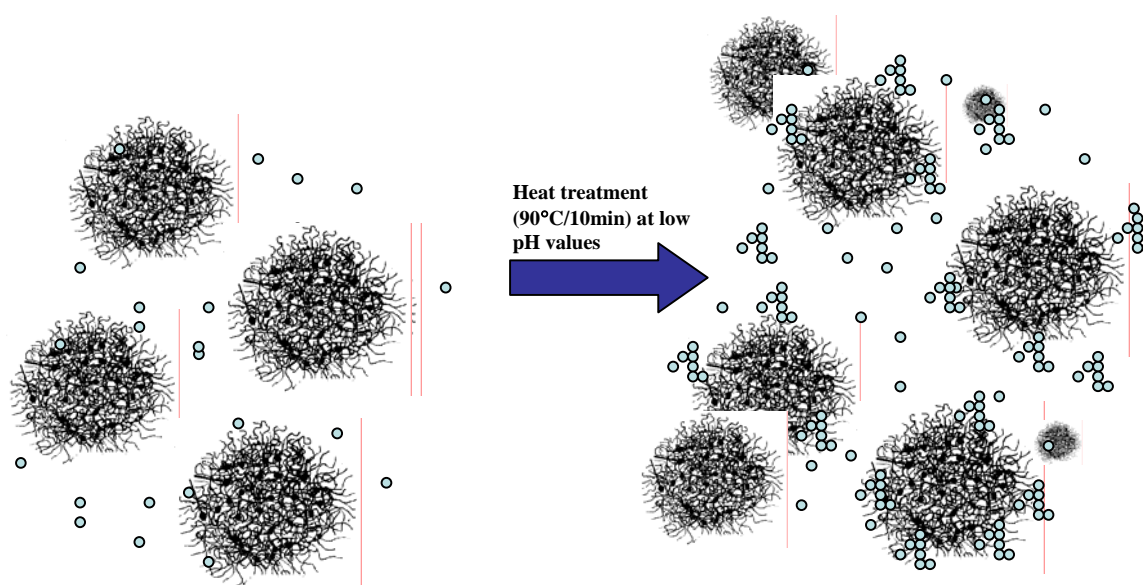 Heat treatment
(90°C/10min) at low
pH values